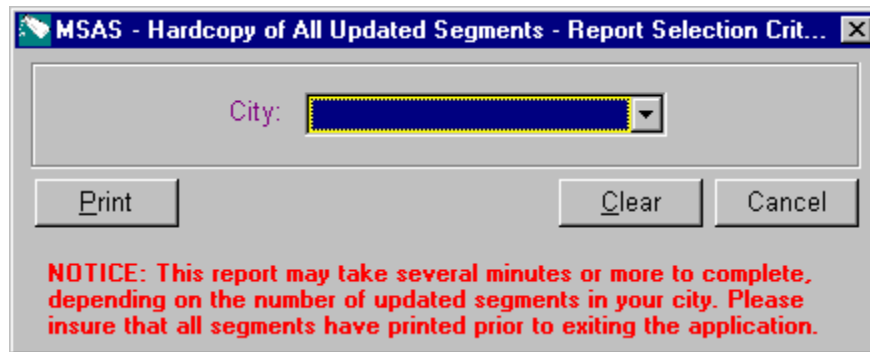 MSAS - Hardcopy of All Updated Segments - Report Selection Crit...
City:
Print
Clear
Cancel
NOTICE: This report may take several minutes or more to complete,
depending on the number of updated segments in your city. Please
insure that all segments have printed prior to exiting the application.